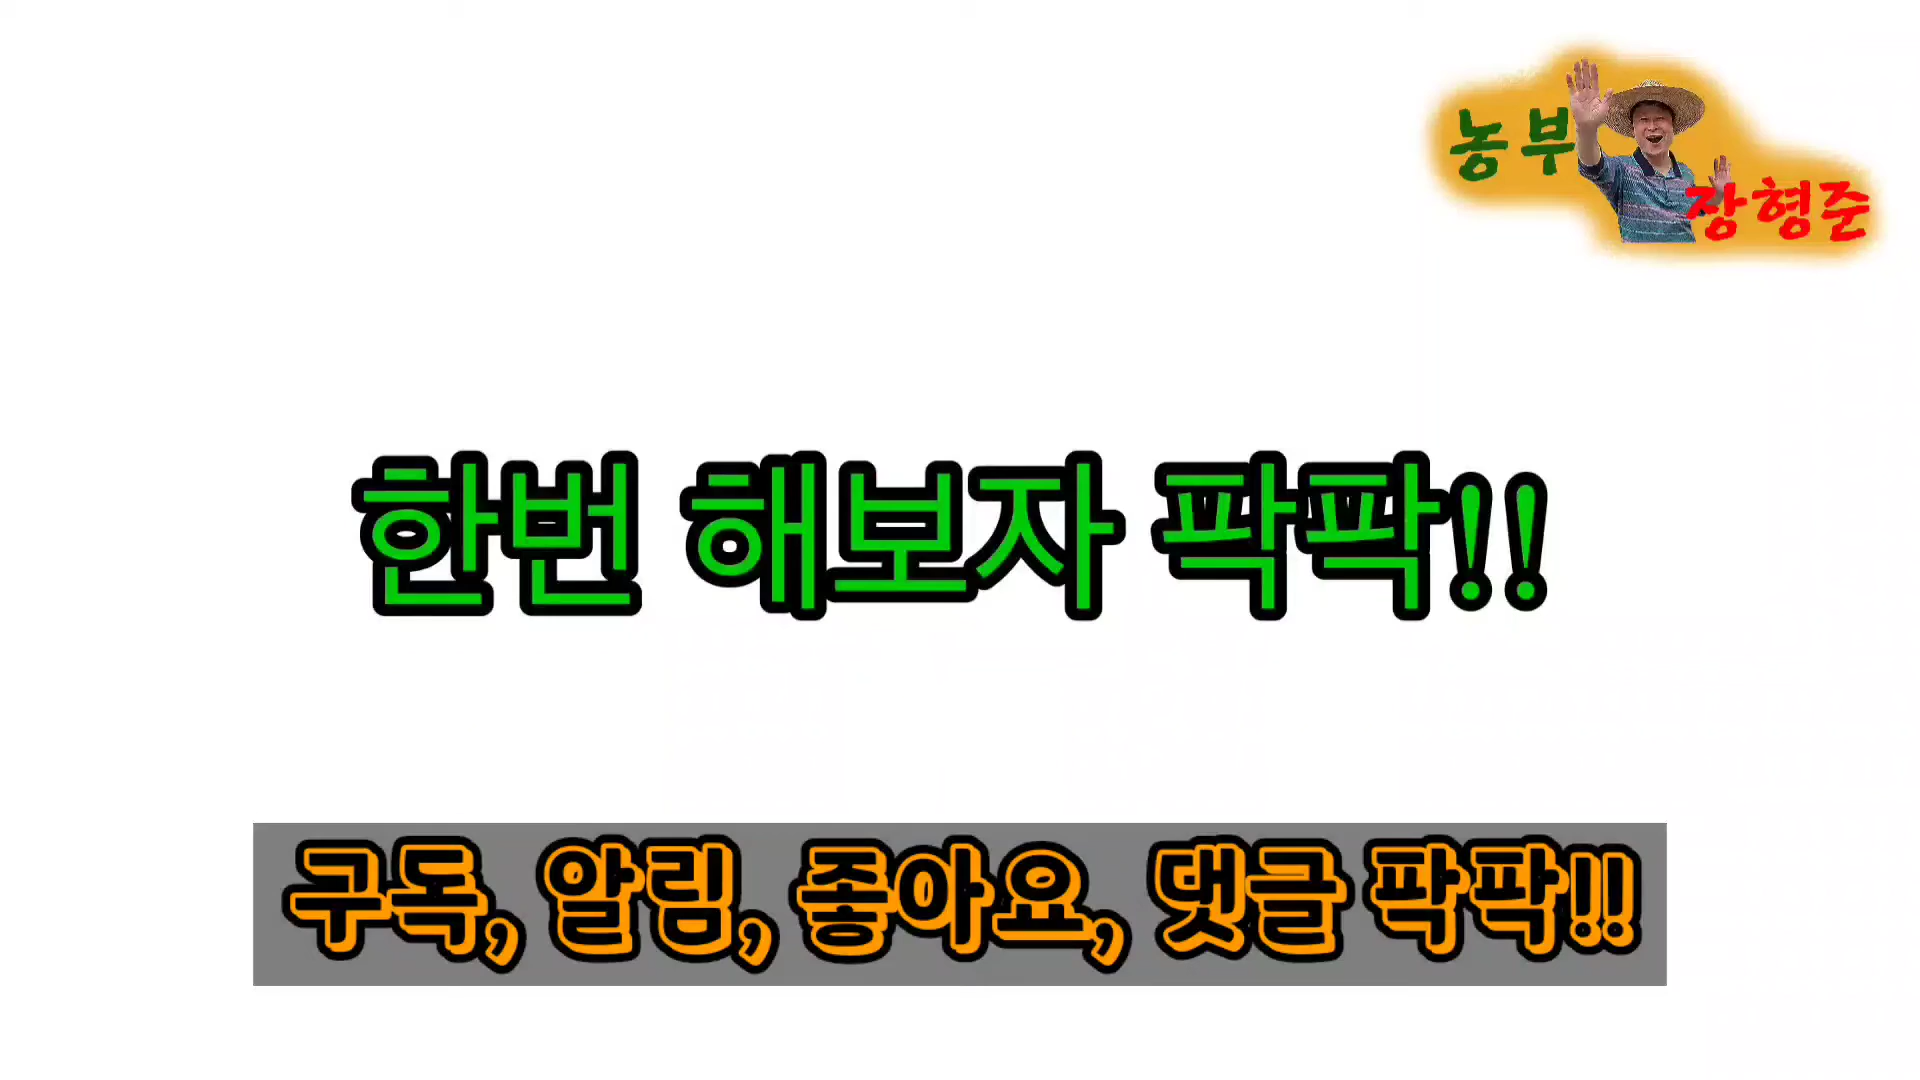 농부
장형준
한번 해보자 팍팍!!
구독, 알림, 좋아요, 댓글 팍팍!!